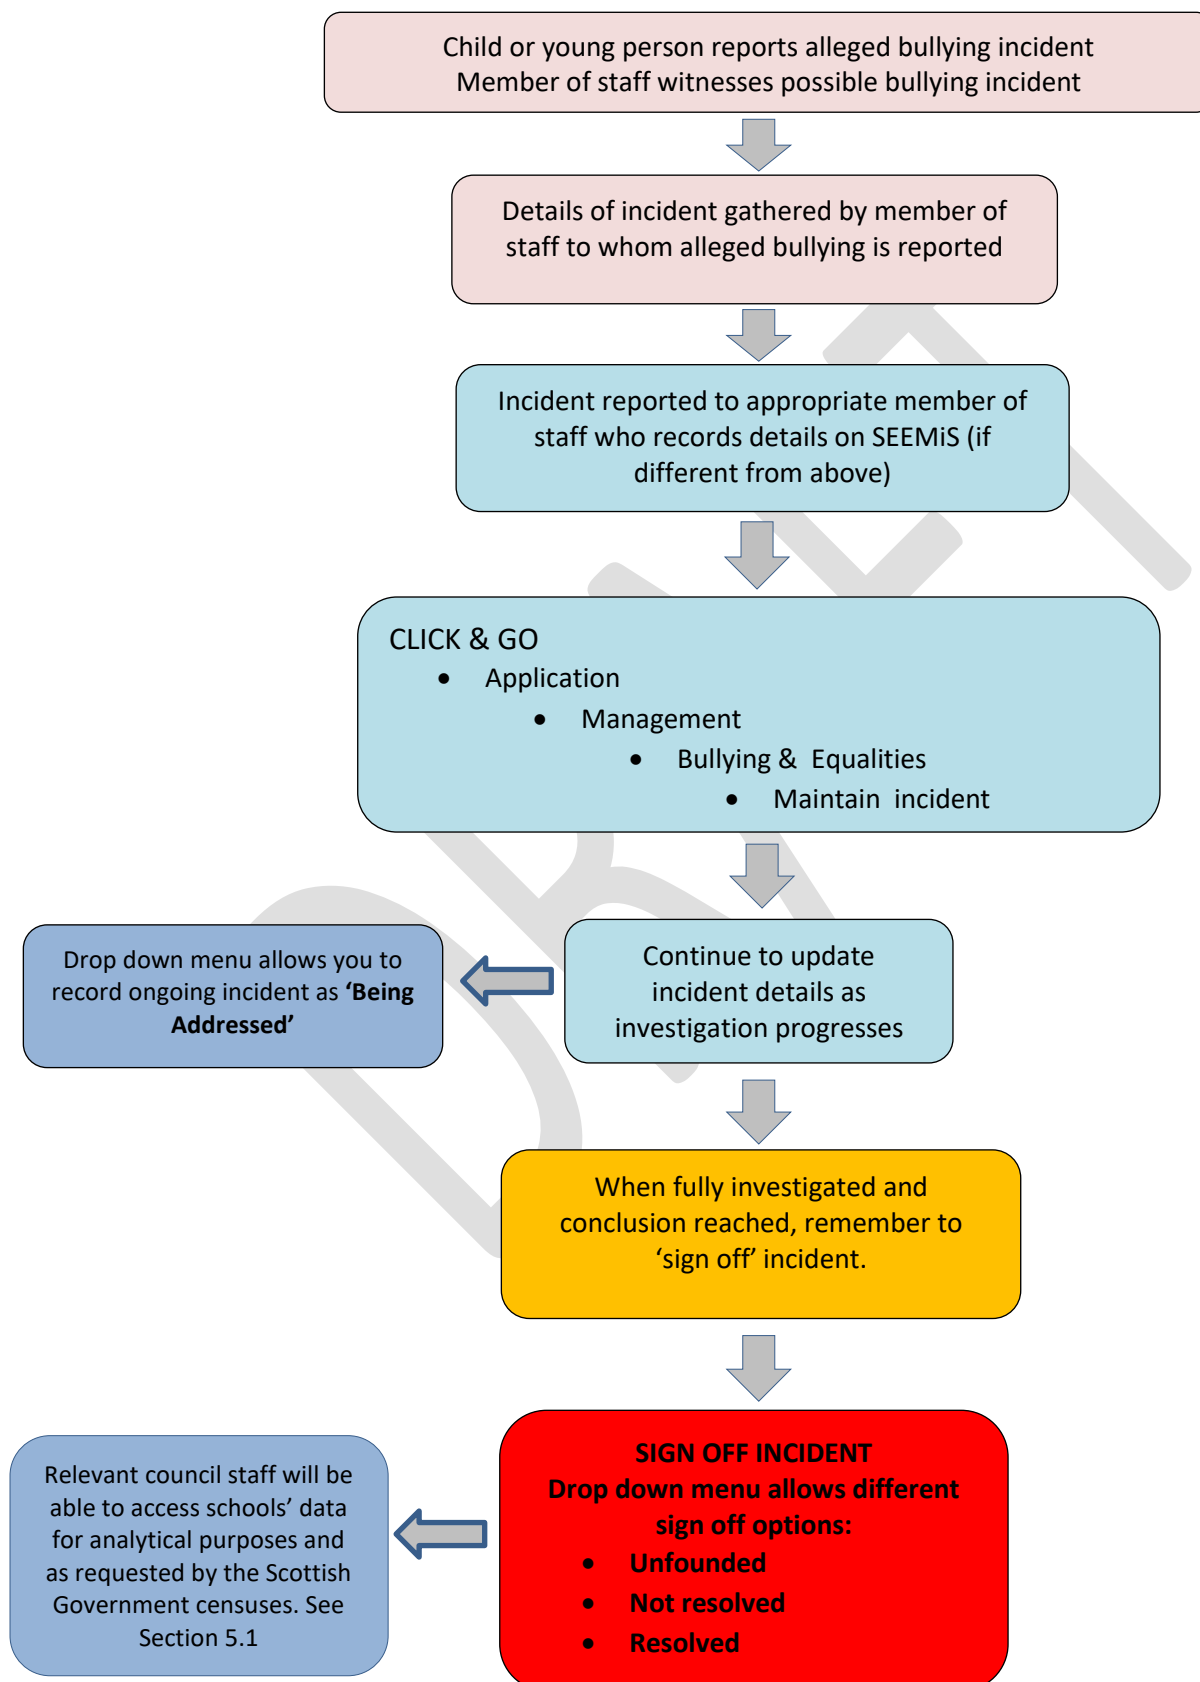 Child or young person reports alleged bullying incident
Member of staff witnesses possible bullying incident
Details of incident gathered by member of
staff to whom alleged bullying is reported
Incident reported to appropriate member of
staff who records details on SEEMiS (if
different from above)
CLICK & GO
• Application
• Management
• Bullying & Equalities
• Maintain incident
Drop down menu allows you to
record ongoing incident as ‘Being
Addressed’
Continue to update
incident details as
investigation progresses
When fully investigated and
conclusion reached, remember to
‘sign off’ incident.
SIGN OFF INCIDENT
Drop down menu allows different
sign off options:
• Unfounded
• Not resolved
• Resolved
Relevant council staff will be
able to access schools’ data
for analytical purposes and
as requested by the Scottish
Government censuses. See
Section 5.1
DRAFT